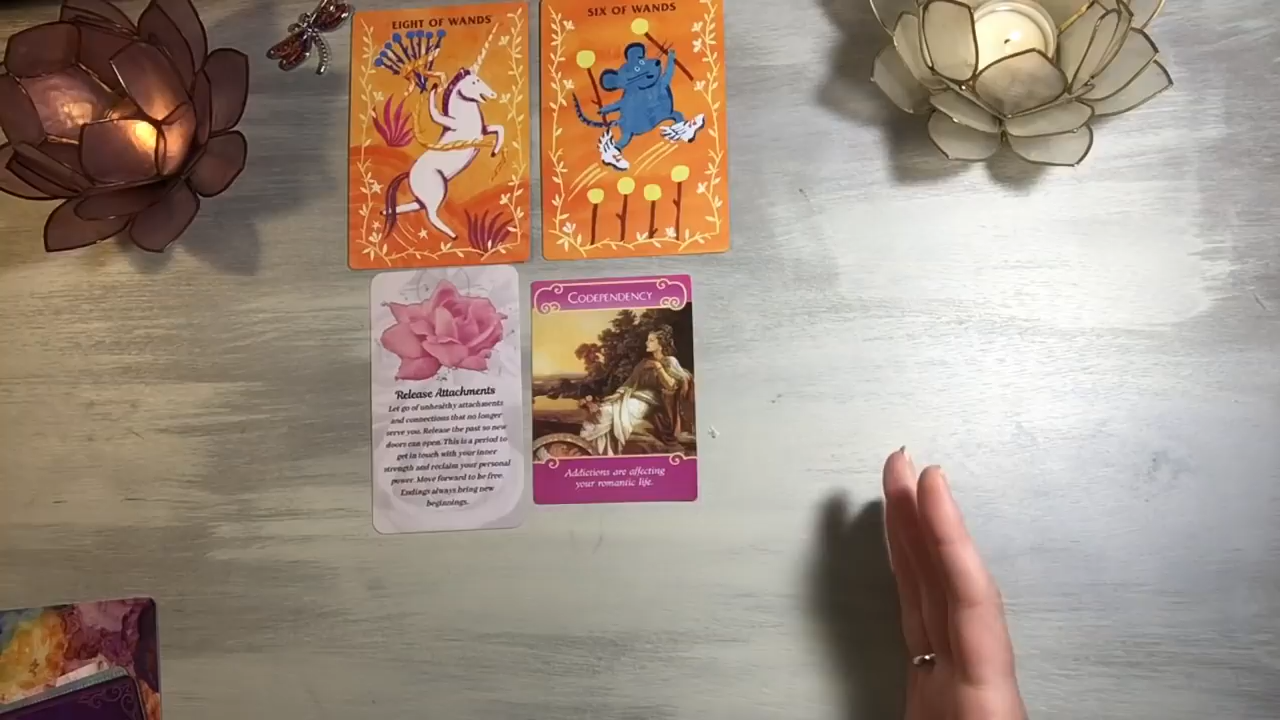 EIGHT OF WANDS
SIX OF WANDS
Release Attachments
Let go of unhealthy attachments
and connections that no longer
serve you. Release the past so new
doors can open. This is a period to
get in touch with your inner
strength and reclaim your personal
power. Move forward to be free.
Endings always bring new
beginnings.
CODEPENDENCY
Addictions are affecting
your romantic life.